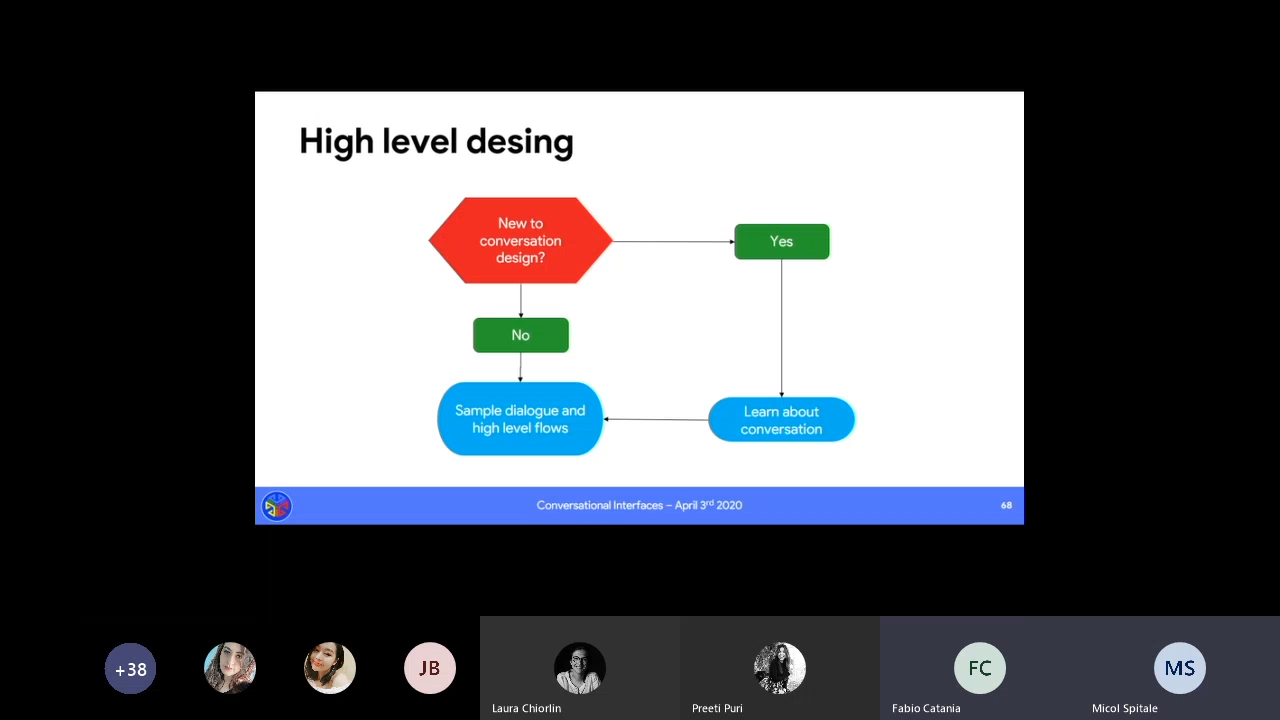 High level desing
New to
conversation
design?
Yes
No
Sample dialogue and
high level flows
Learn about
conversation
Conversational Interfaces – April 3rd 2020
68
+38
JB
FC
MS
Laura Chiorlin
Preeti Puri
Fabio Catania
Micol Spitale